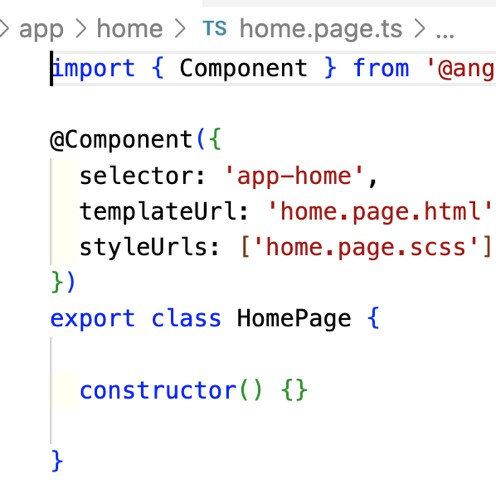 > app > home > TS home.page.ts > ...
import { Component } from '@ang
@Component({
  selector: 'app-home',
  templateUrl: 'home.page.html'
  styleUrls: ['home.page.scss']
})
export class HomePage {
  constructor() {}
}